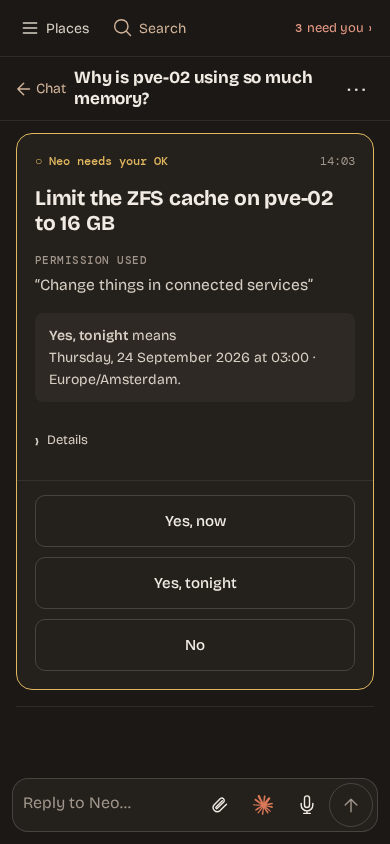 Places
Search
3 need you ›
Chat
Why is pve-02 using so much
memory?
...
Neo needs your OK
14:03
Limit the ZFS cache on pve-02
to 16 GB
PERMISSION USED
“Change things in connected services”
Yes, tonight means
Thursday, 24 September 2026 at 03:00 ·
Europe/Amsterdam.
› Details
Yes, now
Yes, tonight
No
Reply to Neo...